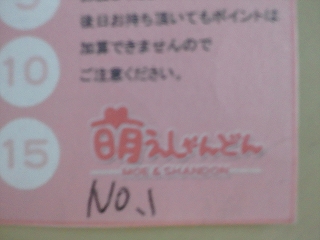 後日お持ち頂いてもポイントは
加算できませんので
10
ご注意ください。
15
萌えしゃんどん
MOE & SHANDON
No.1